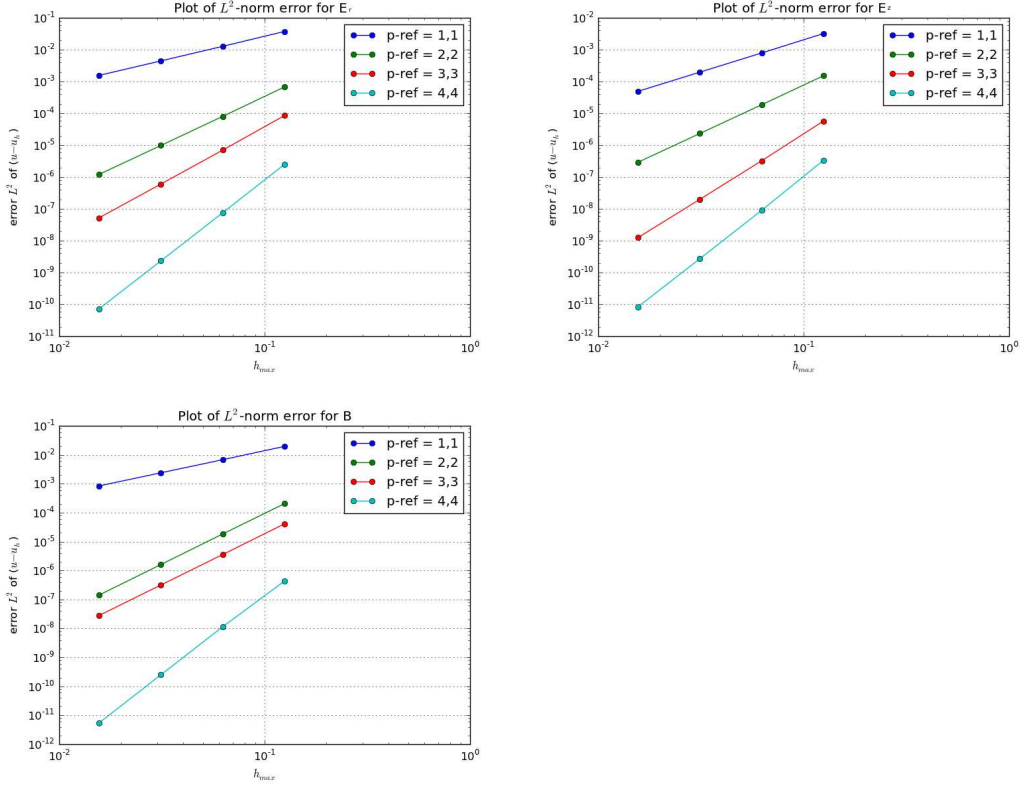 Plot of L²-norm error for Eᵣ
error L² of (u−uₕ)
10⁻¹
10⁻²
10⁻³
10⁻⁴
10⁻⁵
10⁻⁶
10⁻⁷
10⁻⁸
10⁻⁹
10⁻¹⁰
10⁻¹¹
p-ref = 1,1
p-ref = 2,2
p-ref = 3,3
p-ref = 4,4
10⁻² 10⁻¹ 10⁰
hₘₐₓ
Plot of L²-norm error for E<sub>z</sub>
error L² of (u−uₕ)
10⁻²
10⁻³
10⁻⁴
10⁻⁵
10⁻⁶
10⁻⁷
10⁻⁸
10⁻⁹
10⁻¹⁰
10⁻¹¹
10⁻¹²
p-ref = 1,1
p-ref = 2,2
p-ref = 3,3
p-ref = 4,4
10⁻² 10⁻¹ 10⁰
hₘₐₓ
Plot of L²-norm error for B
error L² of (u−uₕ)
10⁻¹
10⁻²
10⁻³
10⁻⁴
10⁻⁵
10⁻⁶
10⁻⁷
10⁻⁸
10⁻⁹
10⁻¹⁰
10⁻¹¹
10⁻¹²
p-ref = 1,1
p-ref = 2,2
p-ref = 3,3
p-ref = 4,4
10⁻² 10⁻¹ 10⁰
hₘₐₓ